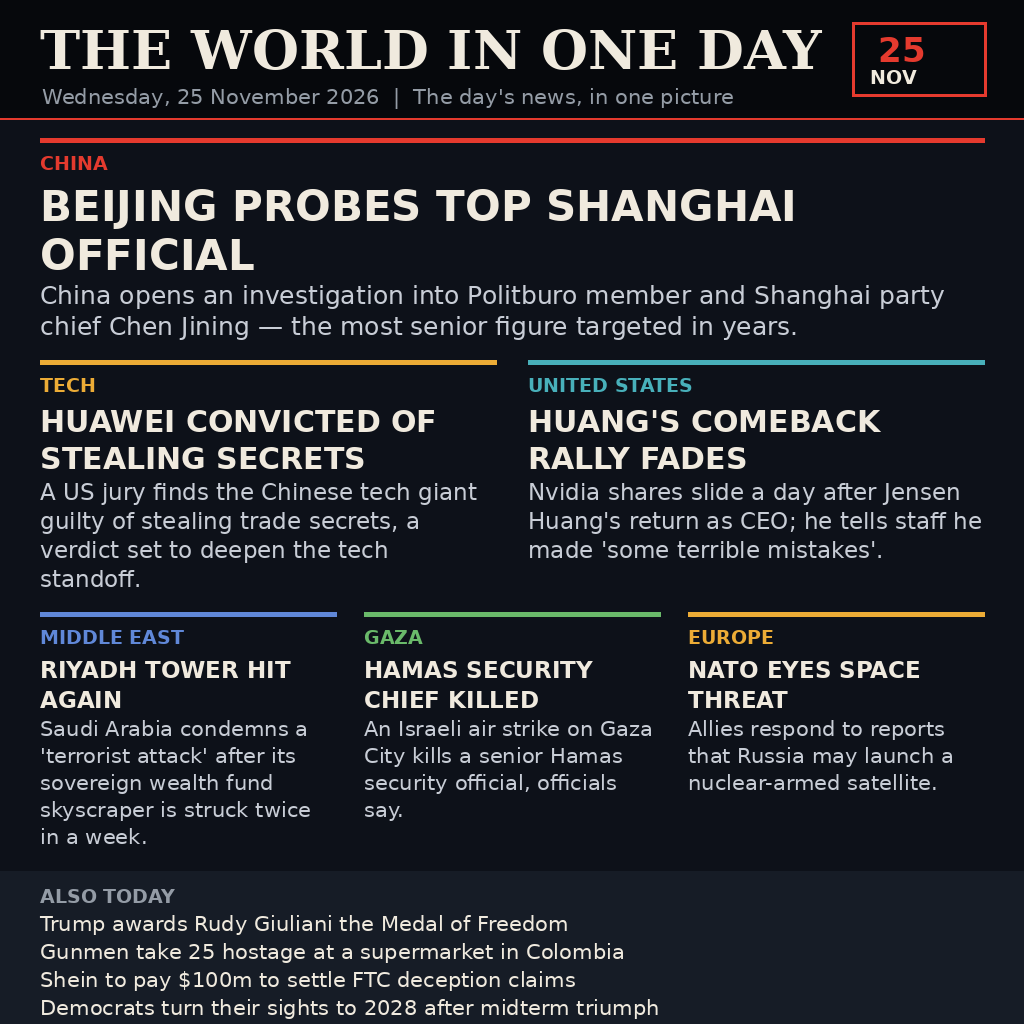 THE WORLD IN ONE DAY
25
NOV
Wednesday, 25 November 2026 | The day's news, in one picture
CHINA
BEIJING PROBES TOP SHANGHAI
OFFICIAL
China opens an investigation into Politburo member and Shanghai party
chief Chen Jining — the most senior figure targeted in years.
TECH
HUAWEI CONVICTED OF
STEALING SECRETS
A US jury finds the Chinese tech giant
guilty of stealing trade secrets, a
verdict set to deepen the tech
standoff.
UNITED STATES
HUANG'S COMEBACK
RALLY FADES
Nvidia shares slide a day after Jensen
Huang's return as CEO; he tells staff he
made 'some terrible mistakes'.
MIDDLE EAST
RIYADH TOWER HIT
AGAIN
Saudi Arabia condemns a
'terrorist attack' after its
sovereign wealth fund
skyscraper is struck twice
in a week.
GAZA
HAMAS SECURITY
CHIEF KILLED
An Israeli air strike on Gaza
City kills a senior Hamas
security official, officials
say.
EUROPE
NATO EYES SPACE
THREAT
Allies respond to reports
that Russia may launch a
nuclear-armed satellite.
ALSO TODAY
Trump awards Rudy Giuliani the Medal of Freedom
Gunmen take 25 hostage at a supermarket in Colombia
Shein to pay $100m to settle FTC deception claims
Democrats turn their sights to 2028 after midterm triumph